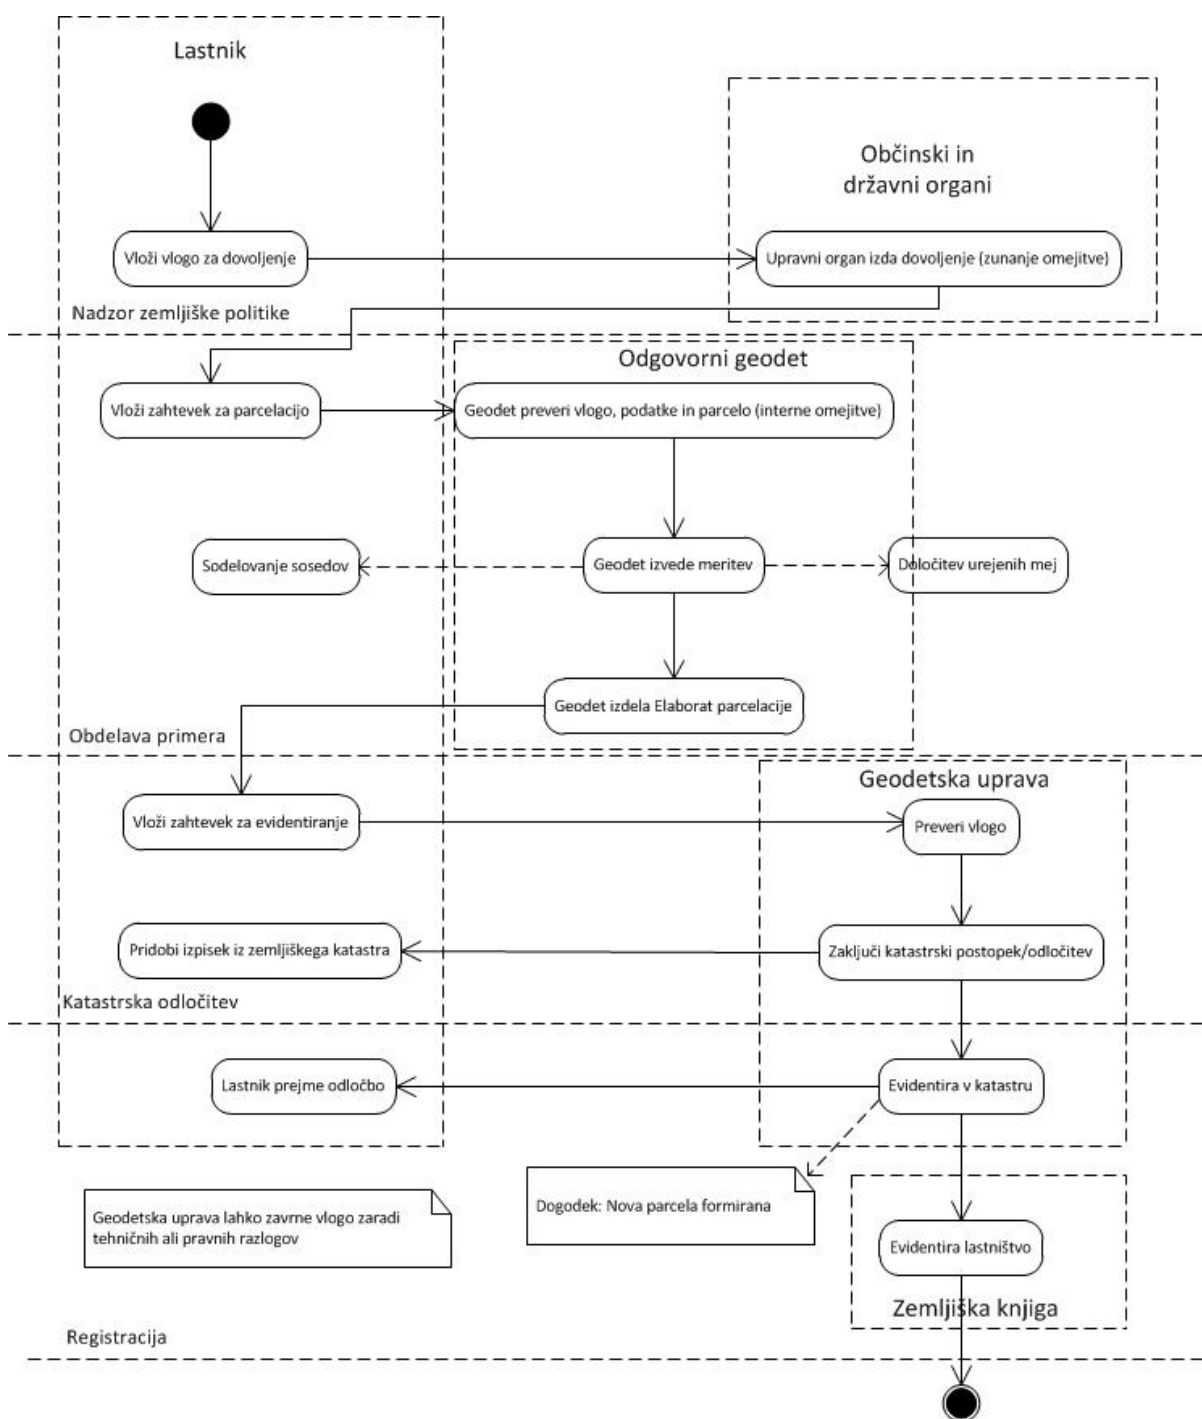 Lastnik
Občinski in
državni organi
Vloži vlogo za dovoljenje
Upravni organ izda dovoljenje (zunanje omejitve)
Nadzor zemljiške politike
Odgovorni geodet
Vloži zahtevek za parcelacijo
Geodet preveri vlogo, podatke in parcelo (interne omejitve)
Sodelovanje sosedov
Geodet izvede meritev
Določitev urejenih mej
Geodet izdela Elaborat parcelacije
Obdelava primera
Geodetska uprava
Vloži zahtevek za evidentiranje
Preveri vlogo
Pridobi izpisek iz zemljiškega katastra
Zaključi katastrski postopek/odločitev
Katastrska odločitev
Lastnik prejme odločbo
Evidentira v katastru
Geodetska uprava lahko zavrne vlogo zaradi
tehničnih ali pravnih razlogov
Dogodek: Nova parcela formirana
Evidentira lastništvo
Zemljiška knjiga
Registracija